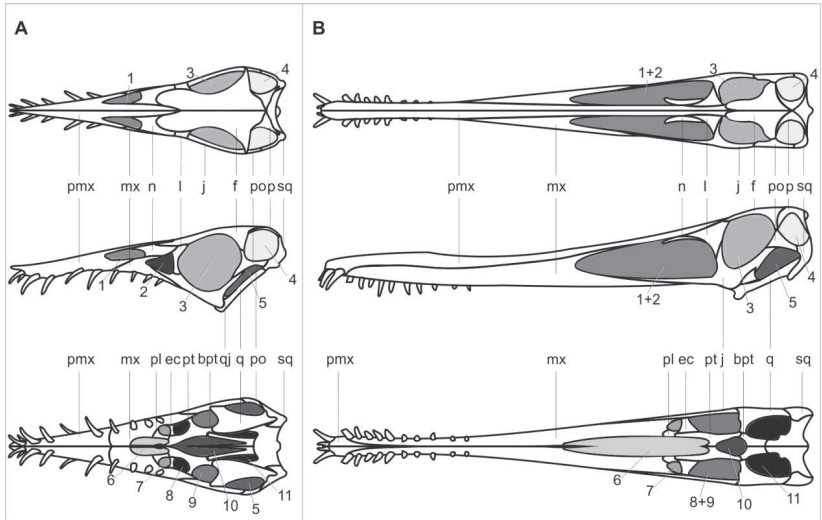 A
1
3
4
pmx mx n l j f po p sq
1 2 3 5 4
pmx mx pl ec pt bpt qj q po sq
6 7 8 9 10 5 11
B
1+2 3 4
pmx mx n l j f po p sq
1+2 3 5
pmx mx pl ec pt j bpt q sq
6 7 8+9 10 11